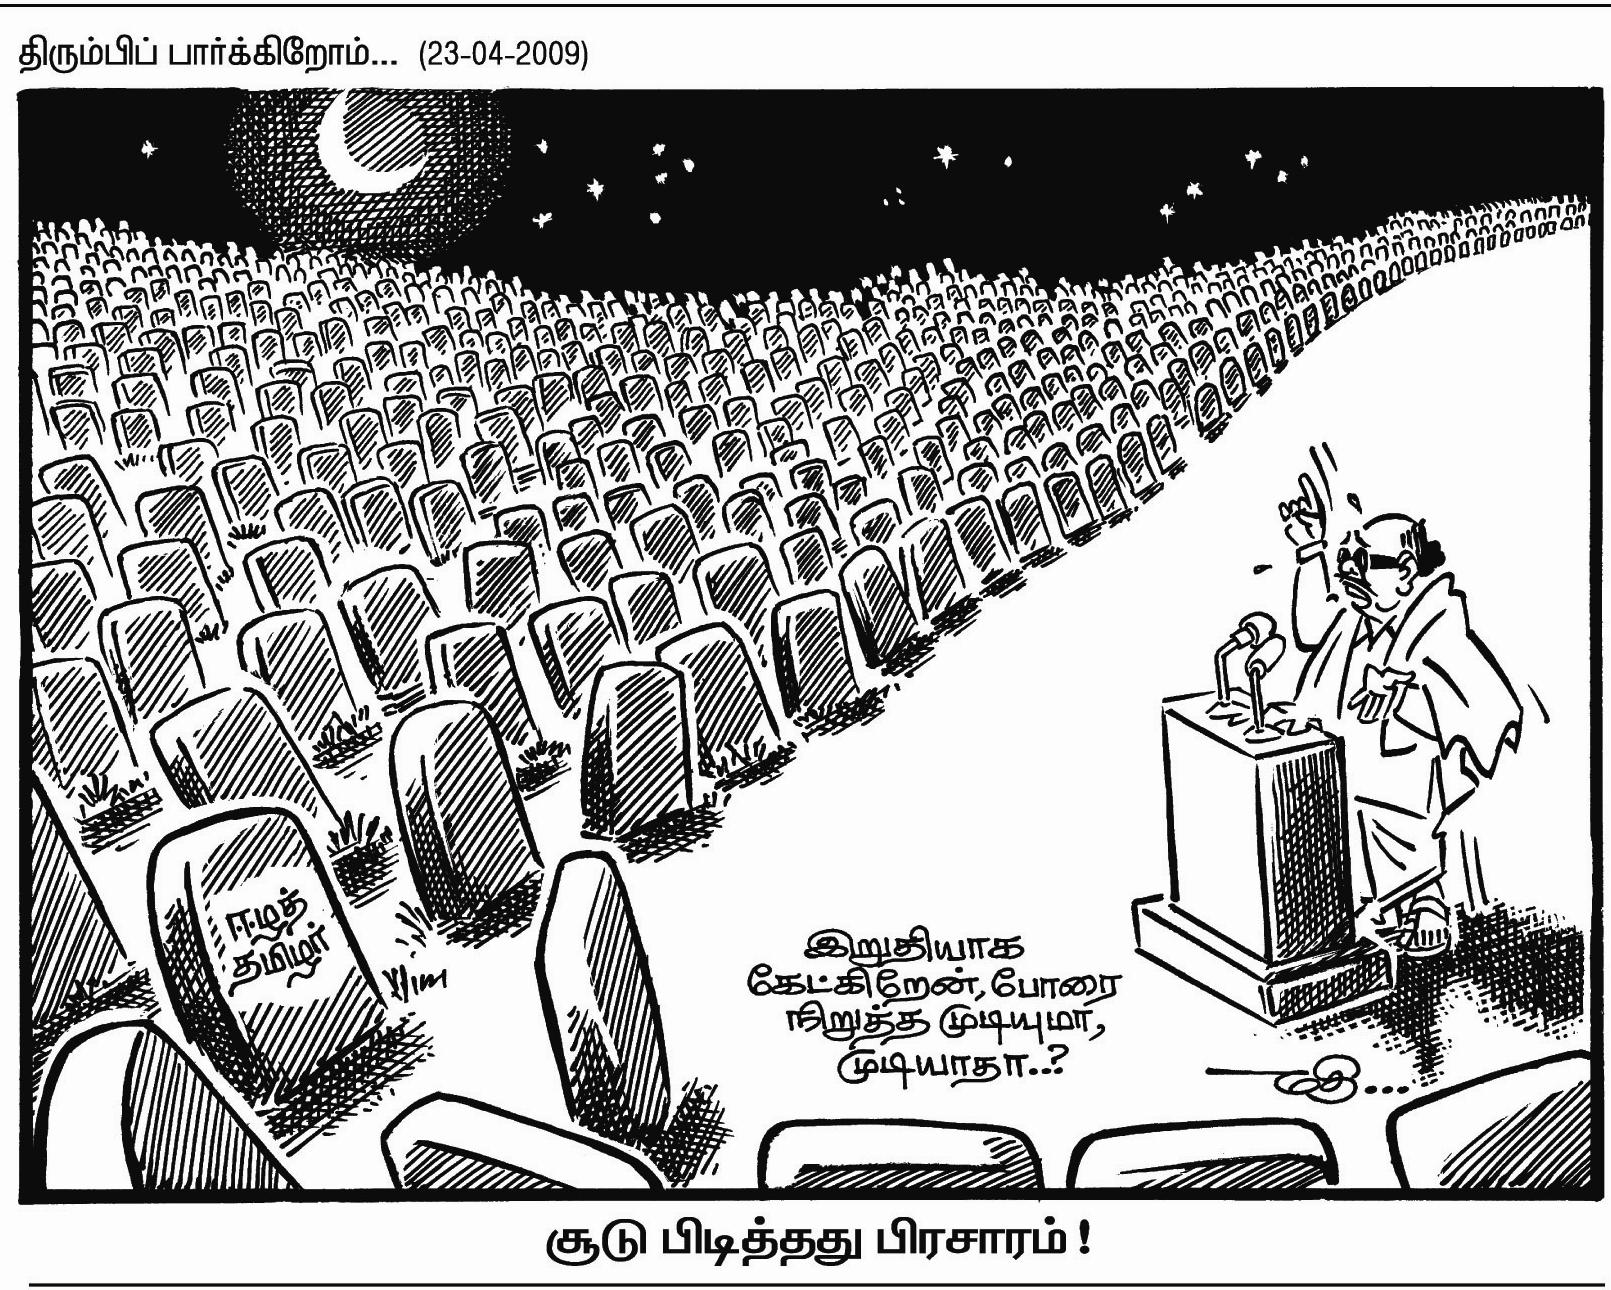 திரும்பிப் பார்க்கிறோம்... (23-04-2009)
ஈழத்
தமிழர்
இறுதியாக
கேட்கிறேன், போரை
நிறுத்த முடியுமா,
முடியாதா..?
சூடு பிடித்தது பிரசாரம்!